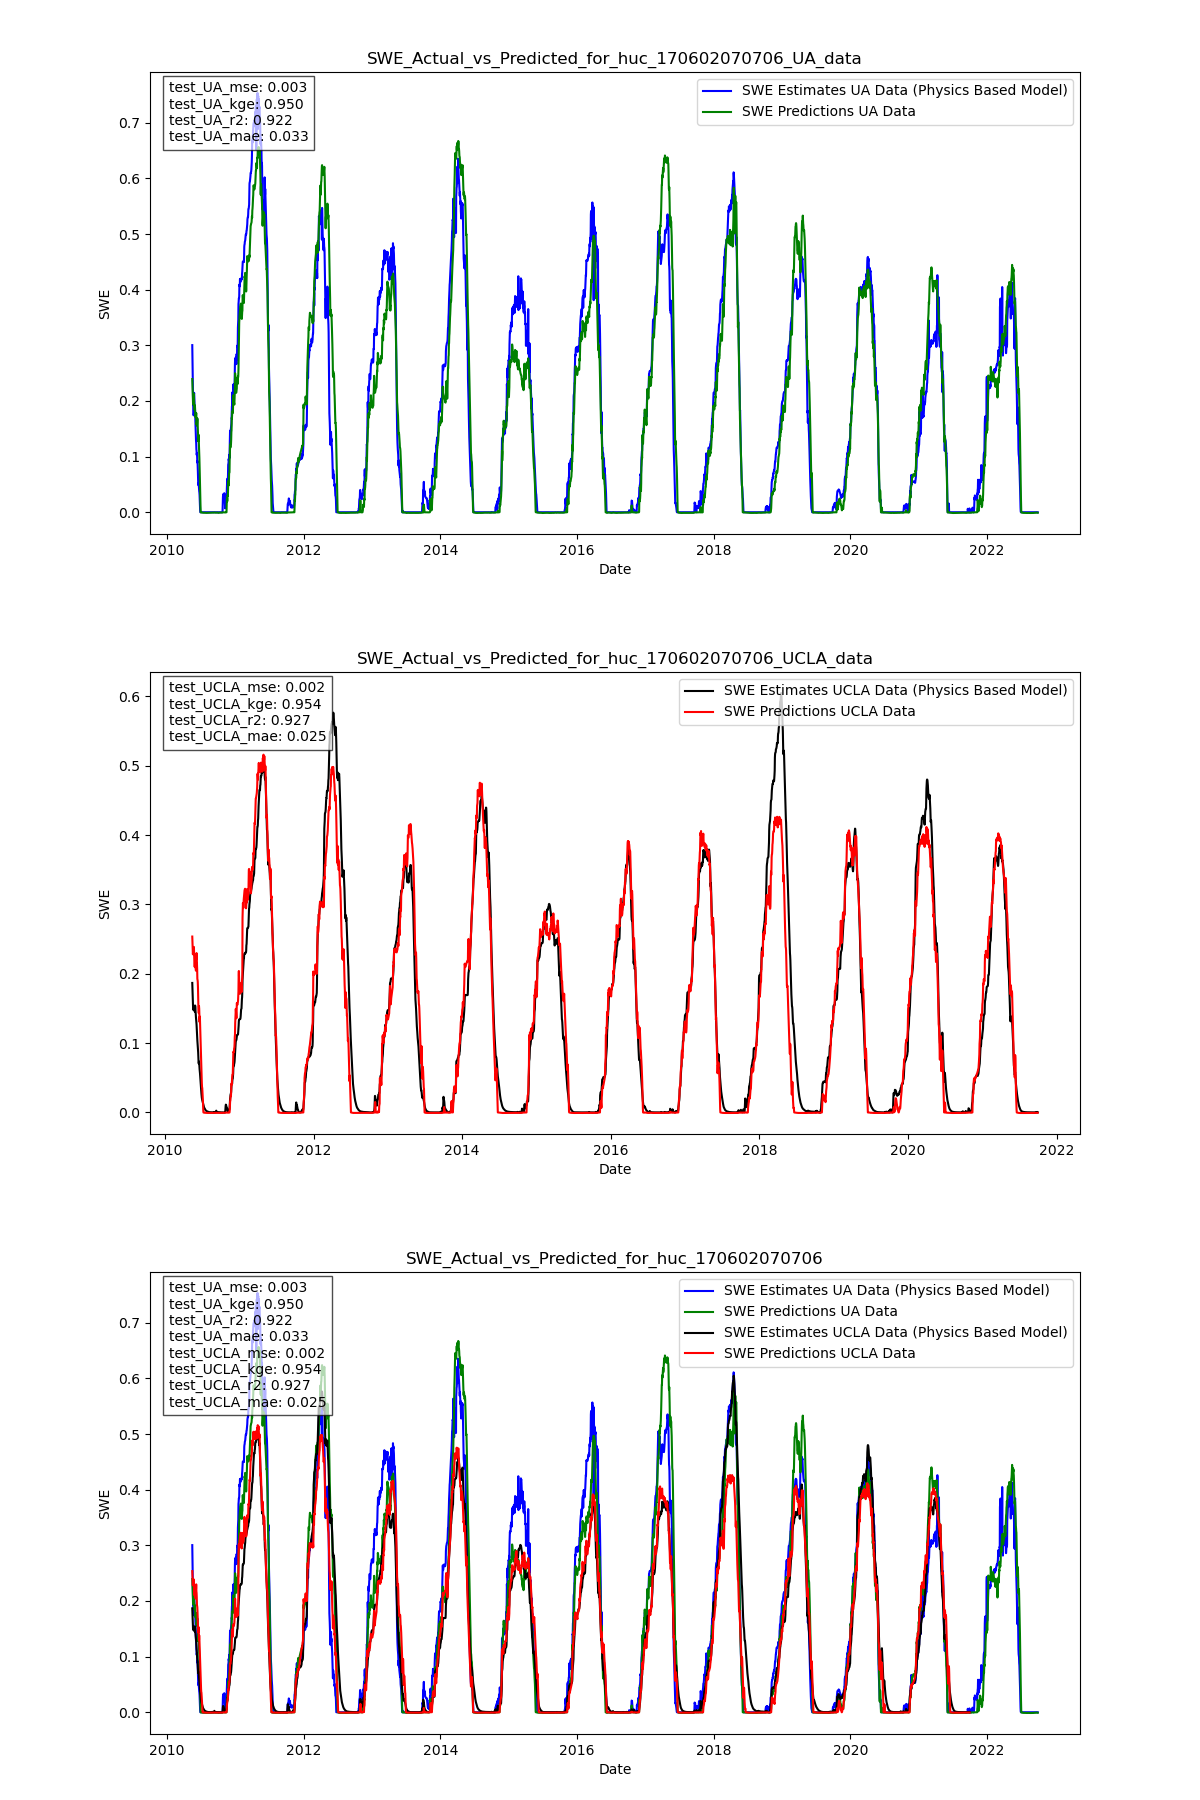 SWE_Actual_vs_Predicted_for_huc_170602070706_UA_data
test_UA_mse: 0.003
test_UA_kge: 0.950
test_UA_r2: 0.922
test_UA_mae: 0.033
SWE Estimates UA Data (Physics Based Model)
SWE Predictions UA Data
0.7
0.6
0.5
0.4
0.3
0.2
0.1
0.0
SWE
2010 2012 2014 2016 2018 2020 2022
Date
SWE_Actual_vs_Predicted_for_huc_170602070706_UCLA_data
test_UCLA_mse: 0.002
test_UCLA_kge: 0.954
test_UCLA_r2: 0.927
test_UCLA_mae: 0.025
SWE Estimates UCLA Data (Physics Based Model)
SWE Predictions UCLA Data
0.6
0.5
0.4
0.3
0.2
0.1
0.0
SWE
2010 2012 2014 2016 2018 2020 2022
Date
SWE_Actual_vs_Predicted_for_huc_170602070706
test_UA_mse: 0.003
test_UA_kge: 0.950
test_UA_r2: 0.922
test_UA_mae: 0.033
test_UCLA_mse: 0.002
test_UCLA_kge: 0.954
test_UCLA_r2: 0.927
test_UCLA_mae: 0.025
SWE Estimates UA Data (Physics Based Model)
SWE Predictions UA Data
SWE Estimates UCLA Data (Physics Based Model)
SWE Predictions UCLA Data
0.7
0.6
0.5
0.4
0.3
0.2
0.1
0.0
SWE
2010 2012 2014 2016 2018 2020 2022
Date